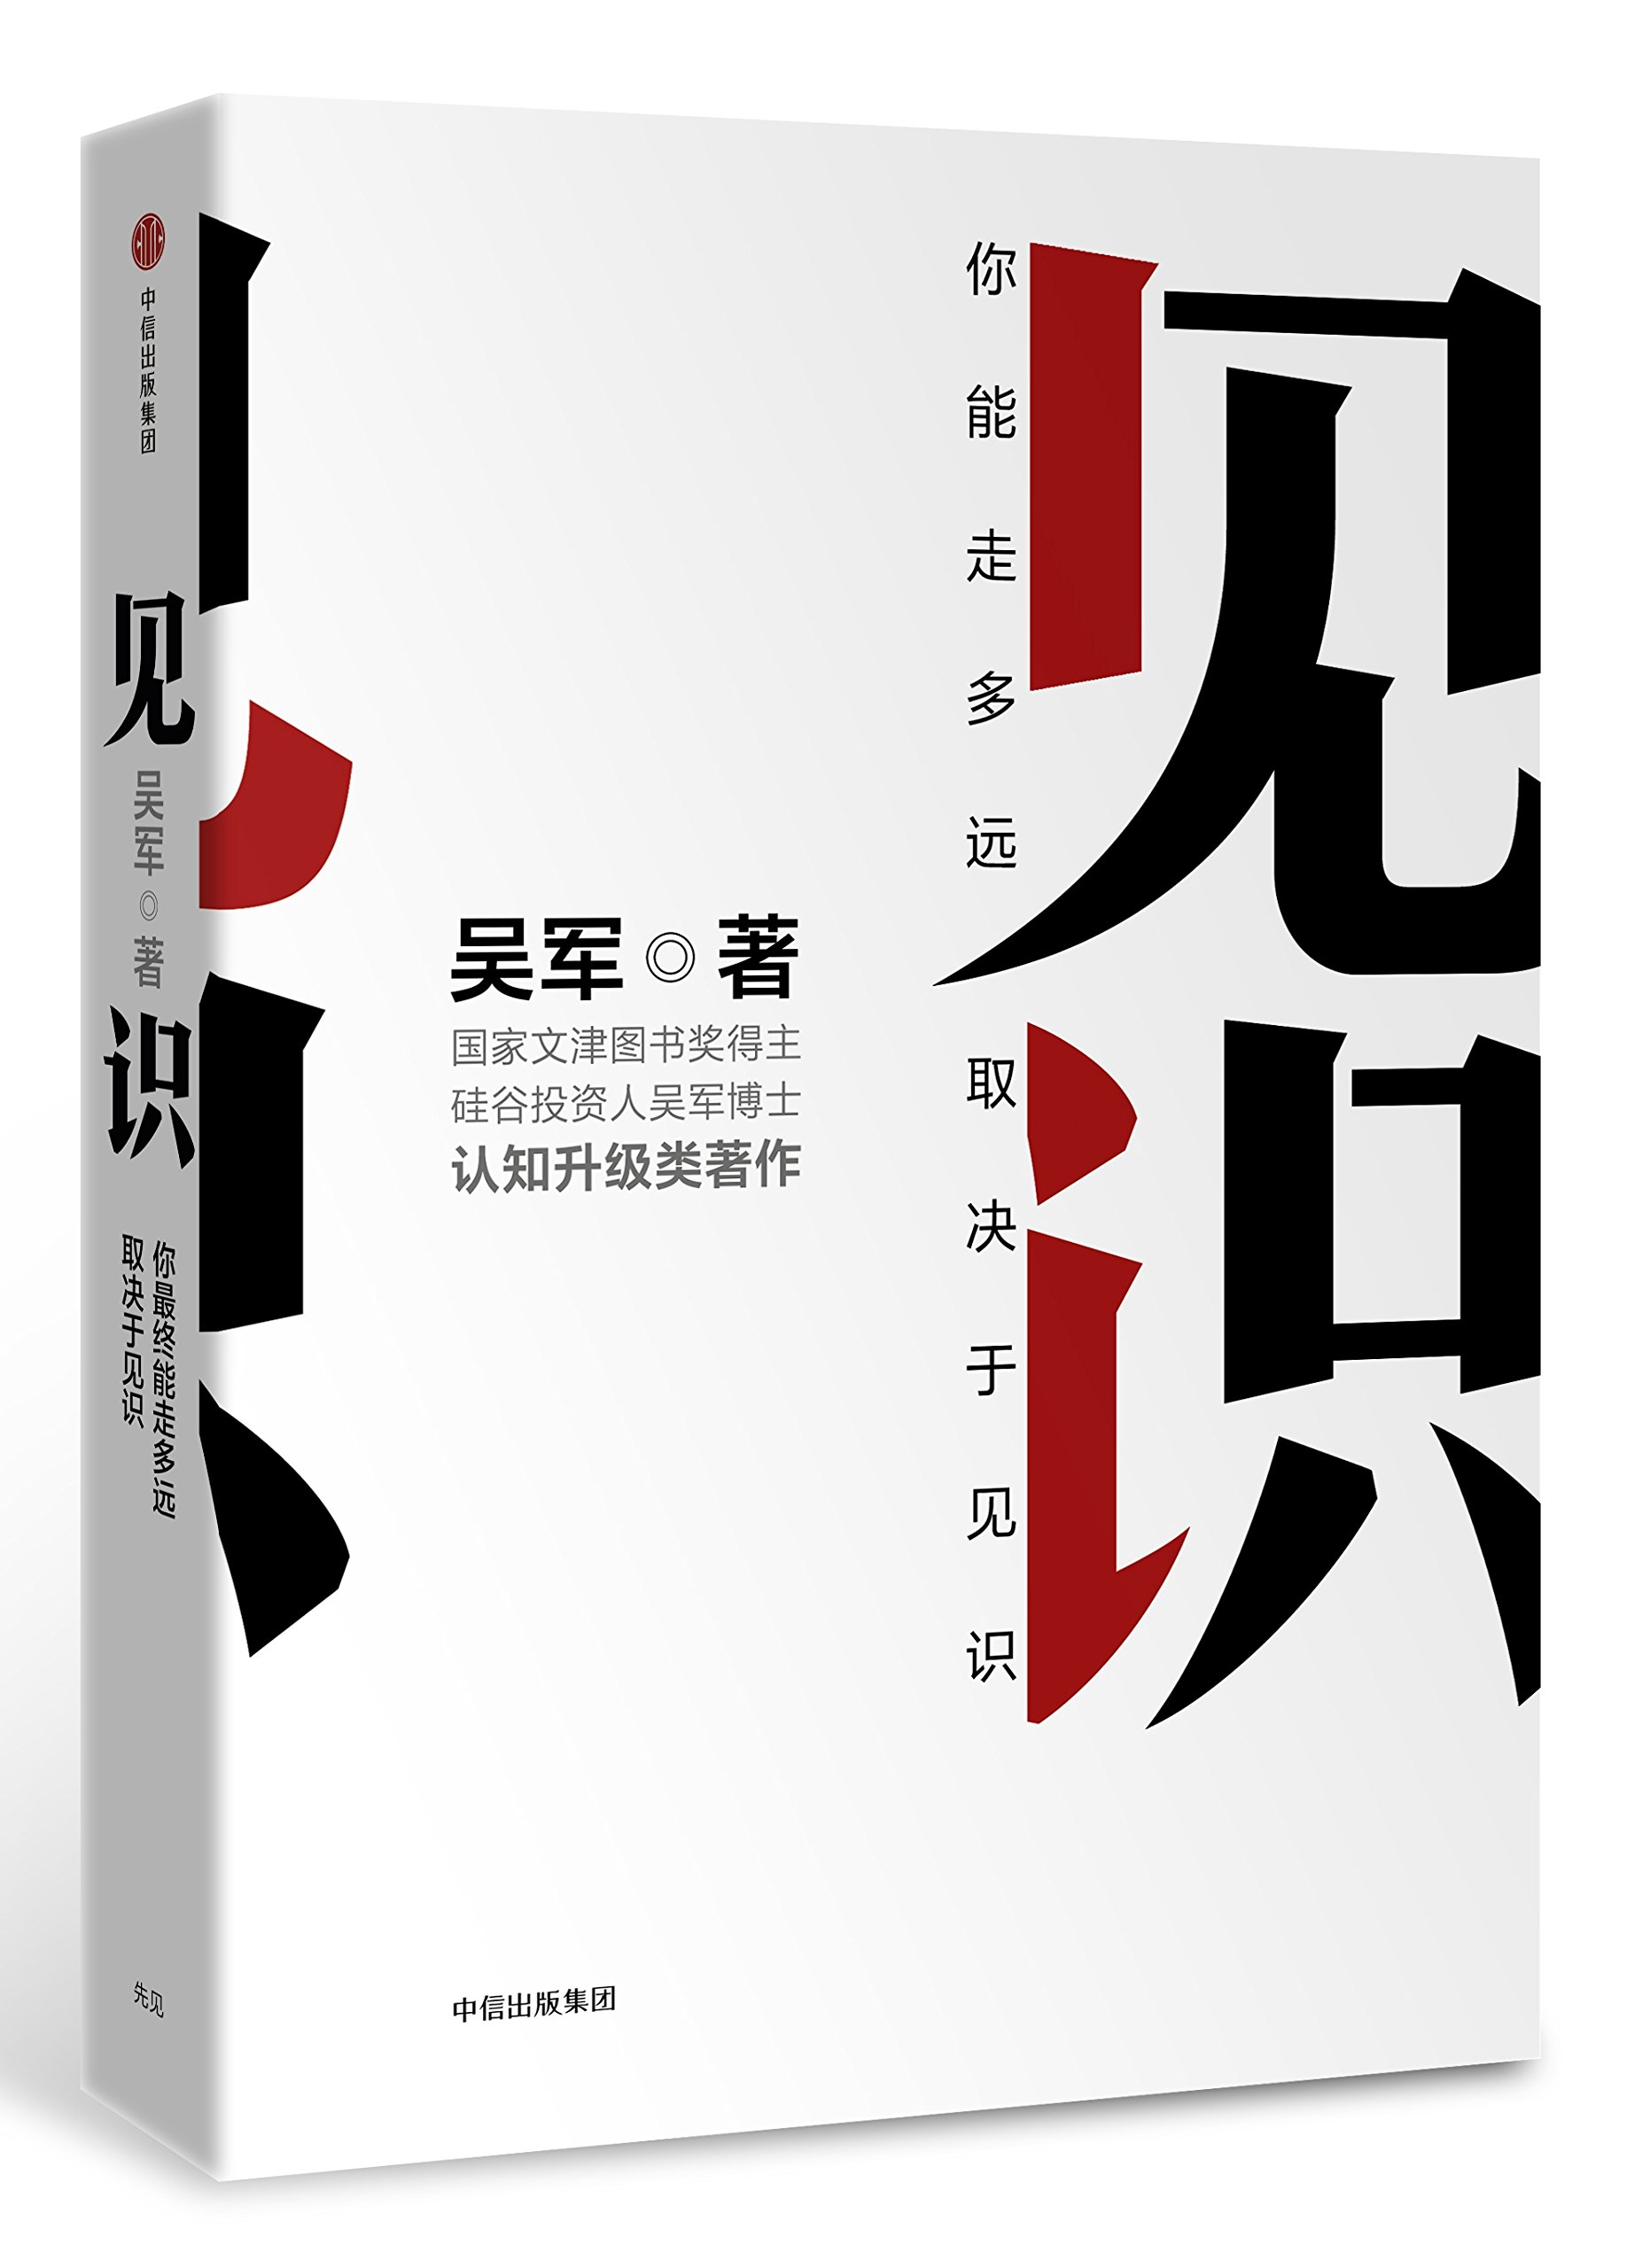 中信出版集团
见
吴军◎著
识
你最终能走多远
取决于见识
先见
见识
你能走多远取决于见识
吴军◎著
国家文津图书奖得主
硅谷投资人吴军博士
认知升级类著作
中信出版集团